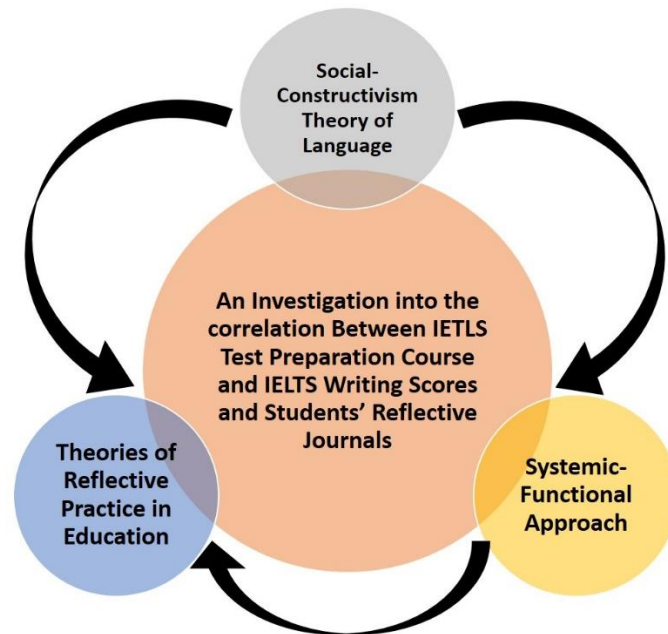 Social-
Constructivism
Theory of
Language
An Investigation into the
correlation Between IETLS
Test Preparation Course
and IELTS Writing Scores
and Students’ Reflective
Journals
Theories of
Reflective
Practice in
Education
Systemic-
Functional
Approach